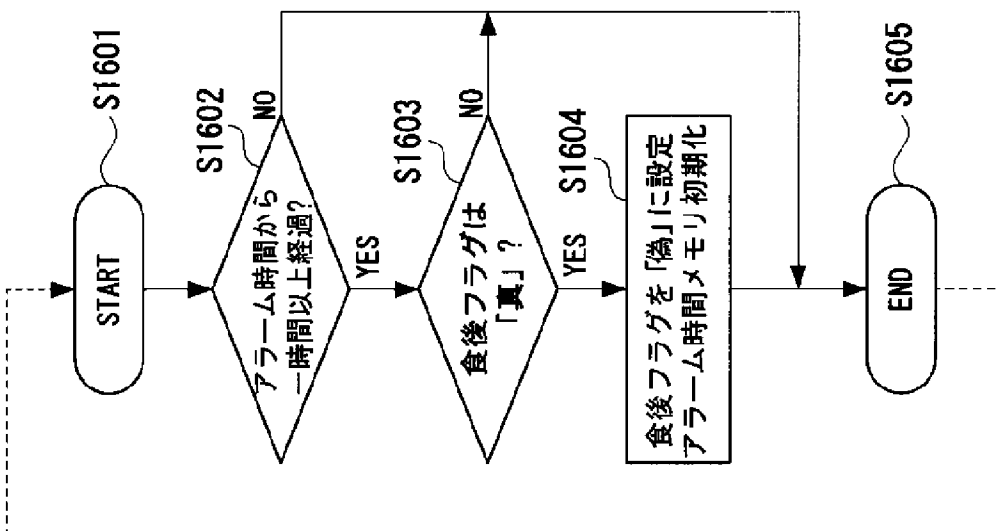 START
S1601
アラーム時間から
一時間以上経過?
S1602
NO
YES
食後フラグは
「真」?
S1603
NO
YES
S1604
食後フラグを「偽」に設定
アラーム時間メモリ初期化
END
S1605